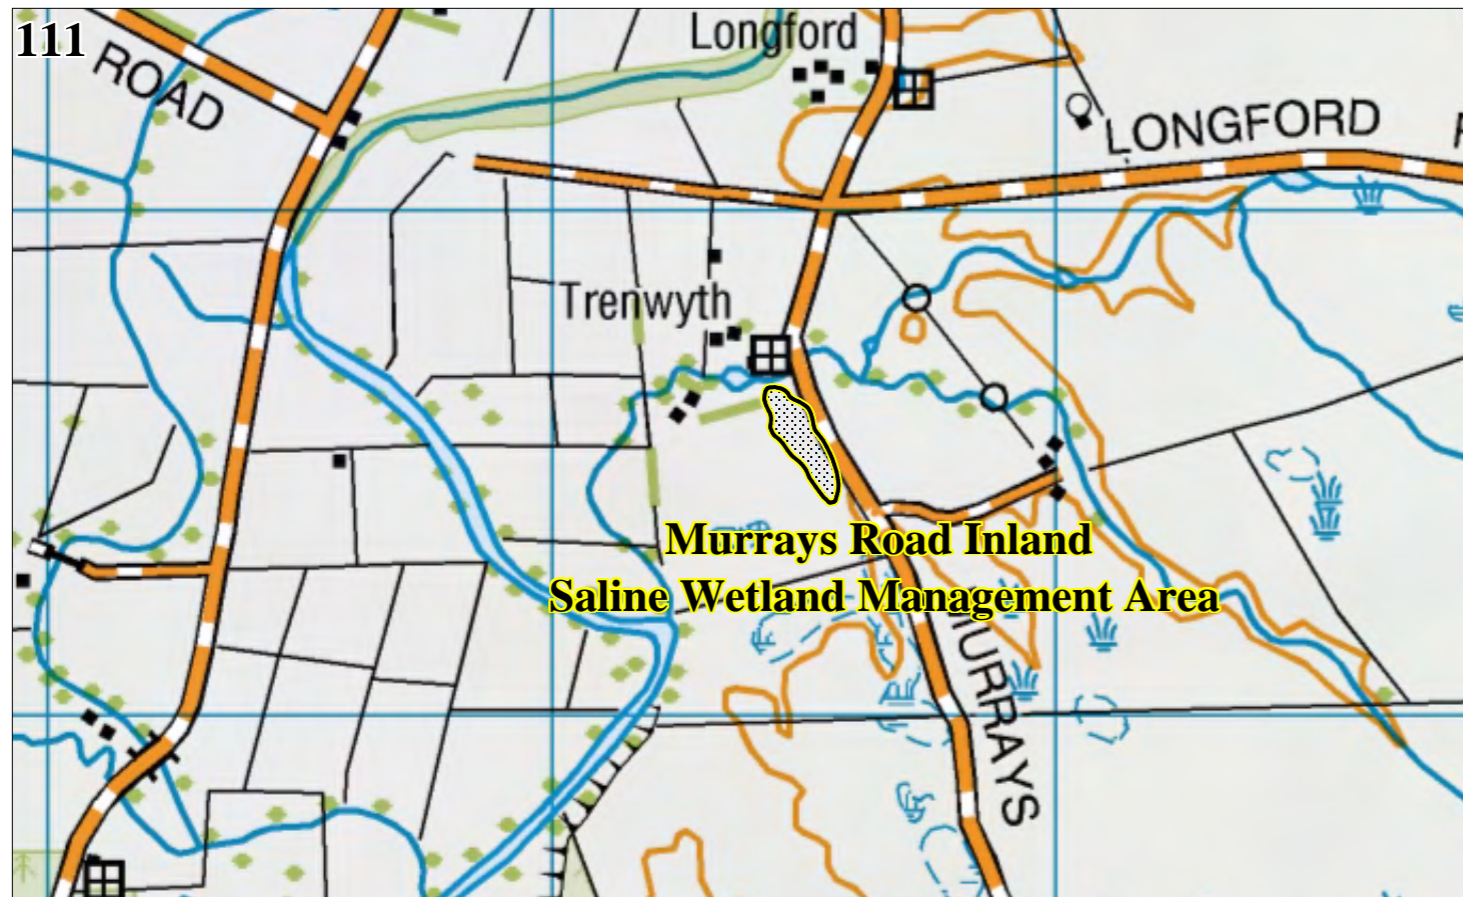 111
ROAD
Longford
LONGFORD
Trenwyth
Murrays Road Inland
Saline Wetland Management Area
MURRAYS